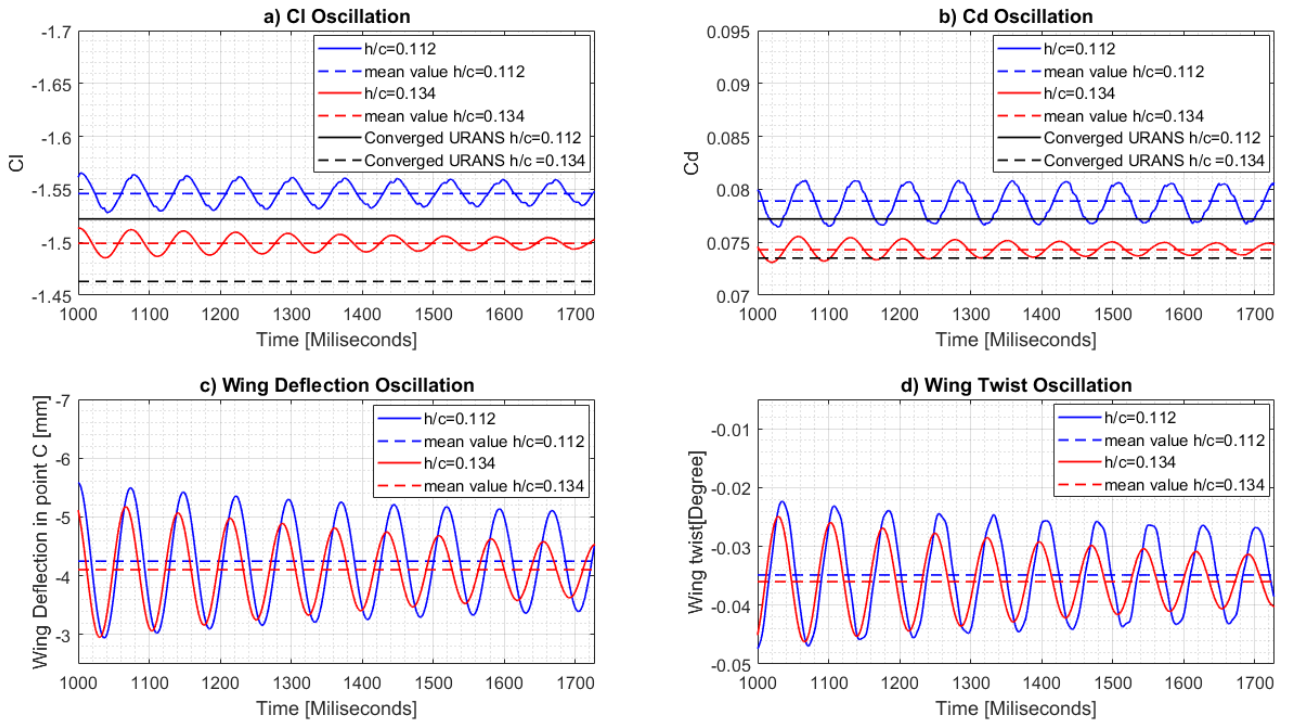 a) Cl Oscillation
-1.7
-1.65
-1.6
-1.55
-1.5
-1.45
Cl
h/c=0.112
mean value h/c=0.112
h/c=0.134
mean value h/c=0.134
Converged URANS h/c=0.112
Converged URANS h/c =0.134
1000 1100 1200 1300 1400 1500 1600 1700
Time [Miliseconds]
b) Cd Oscillation
0.095
0.09
0.085
0.08
0.075
0.07
Cd
h/c=0.112
mean value h/c=0.112
h/c=0.134
mean value h/c=0.134
Converged URANS h/c=0.112
Converged URANS h/c =0.134
1000 1100 1200 1300 1400 1500 1600 1700
Time [Miliseconds]
c) Wing Deflection Oscillation
-7
-6
-5
-4
-3
Wing Deflection in point C [mm]
h/c=0.112
mean value h/c=0.112
h/c=0.134
mean value h/c=0.134
1000 1100 1200 1300 1400 1500 1600 1700
Time [Miliseconds]
d) Wing Twist Oscillation
-0.01
-0.02
-0.03
-0.04
-0.05
Wing twist[Degree]
h/c=0.112
mean value h/c=0.112
h/c=0.134
mean value h/c=0.134
1000 1100 1200 1300 1400 1500 1600 1700
Time [Miliseconds]